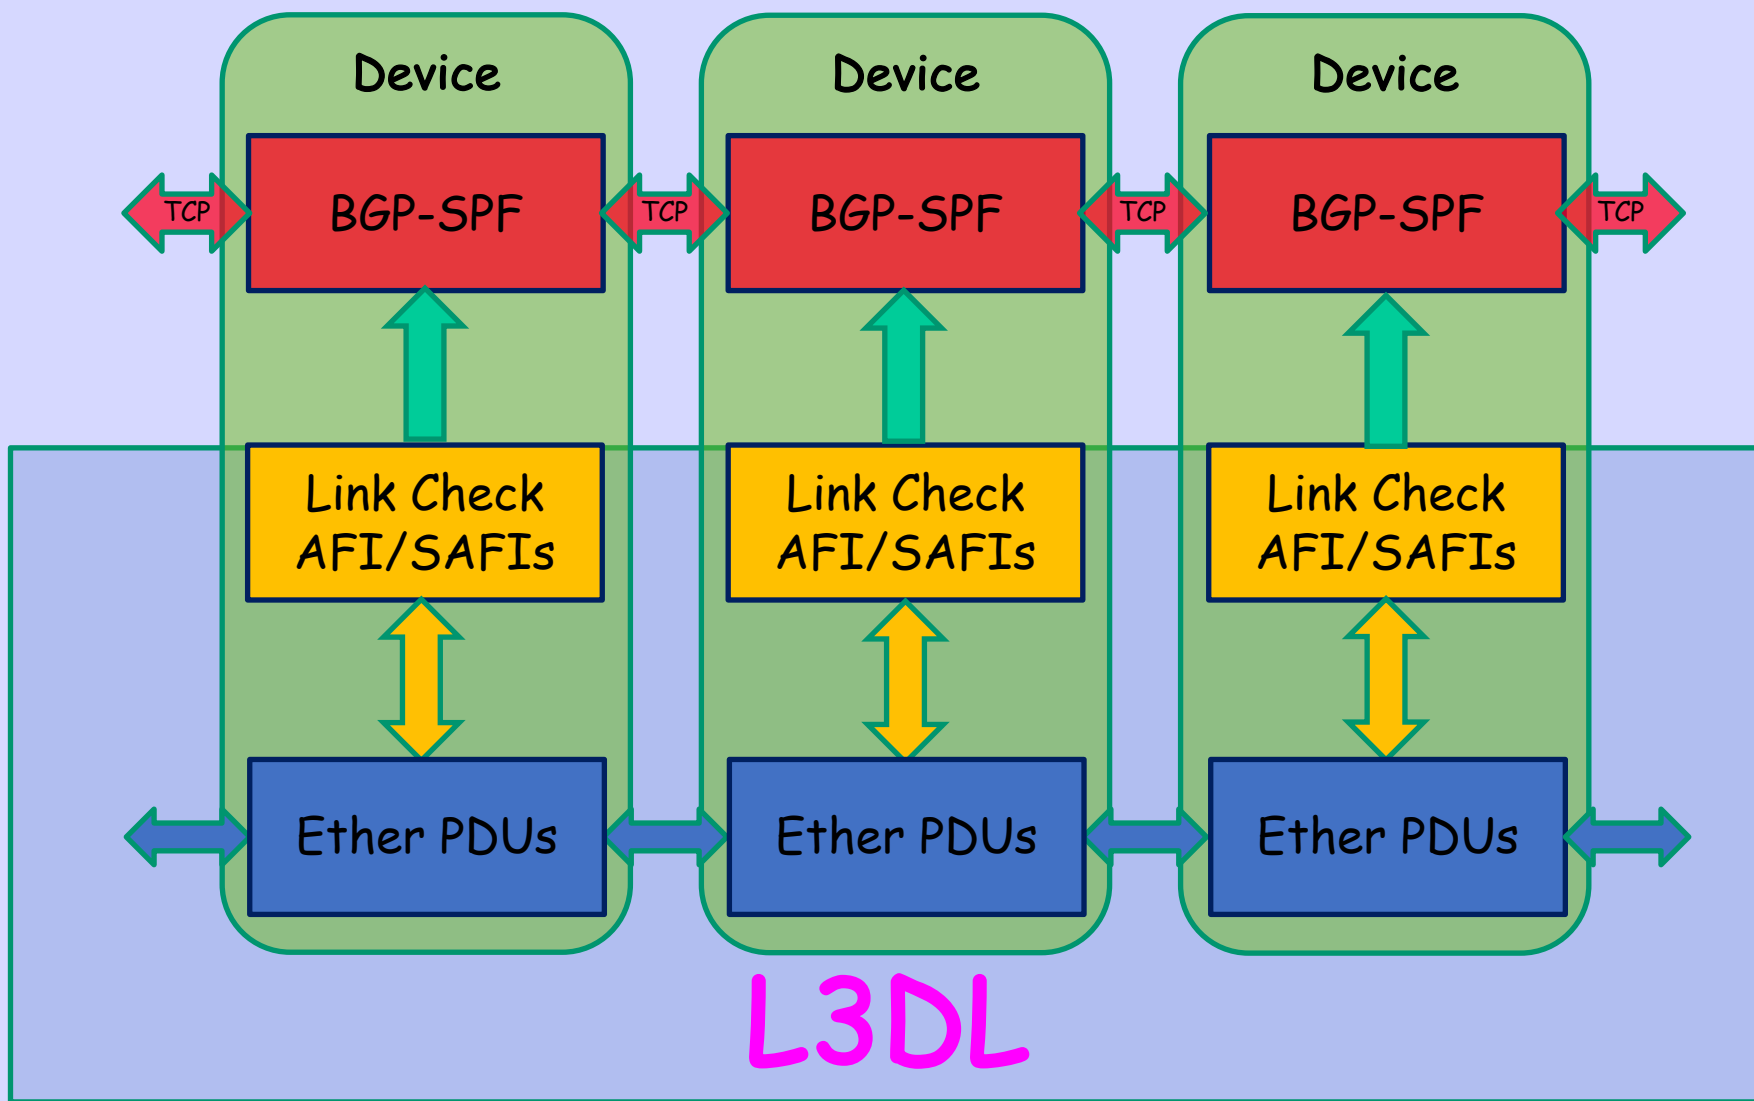 Device
Device
Device
TCP
BGP-SPF
TCP
BGP-SPF
TCP
BGP-SPF
TCP
Link Check
AFI/SAFIs
Link Check
AFI/SAFIs
Link Check
AFI/SAFIs
Ether PDUs
Ether PDUs
Ether PDUs
L3DL